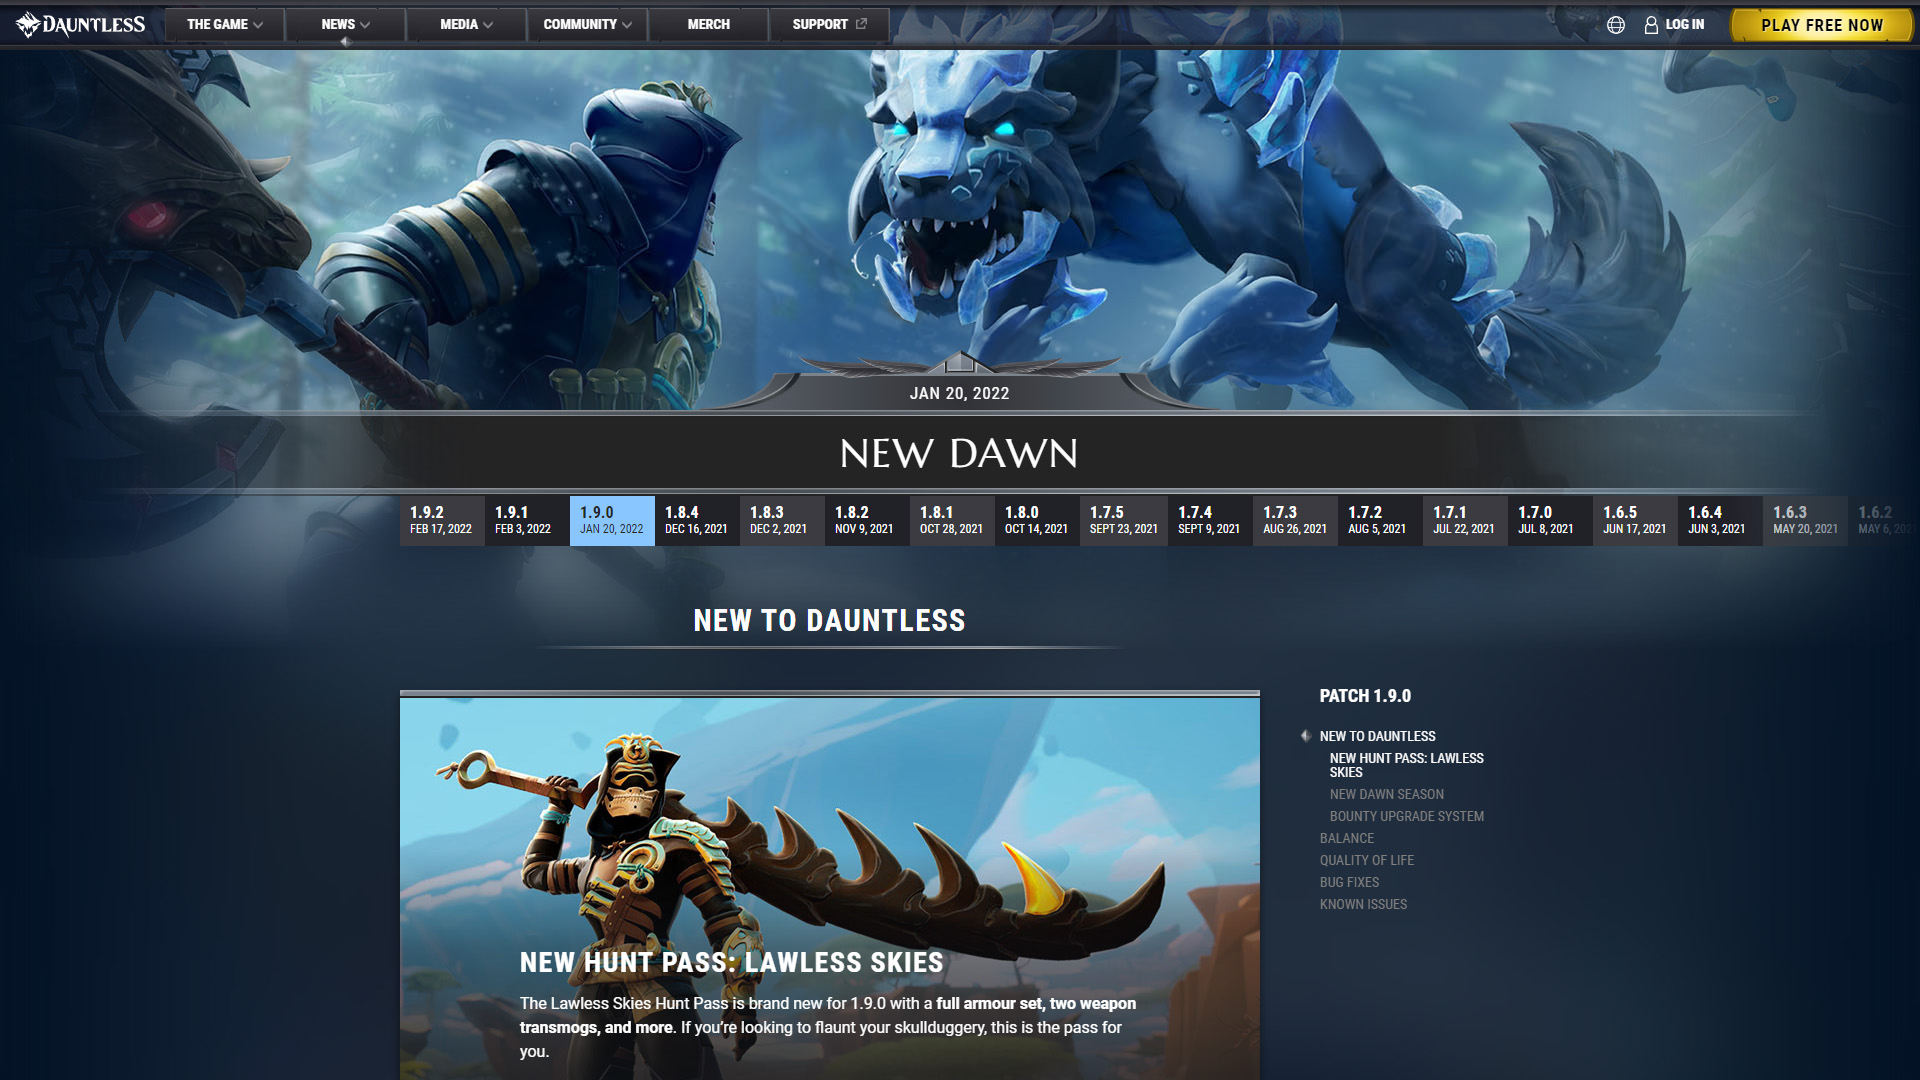 DAUNTLESS
THE GAME
NEWS
MEDIA
COMMUNITY
MERCH
SUPPORT
LOG IN
PLAY FREE NOW
JAN 20, 2022
NEW DAWN
1.9.2
FEB 17, 2022
1.9.1
FEB 3, 2022
1.9.0
JAN 20, 2022
1.8.4
DEC 16, 2021
1.8.3
DEC 2, 2021
1.8.2
NOV 9, 2021
1.8.1
OCT 28, 2021
1.8.0
OCT 14, 2021
1.7.5
SEPT 23, 2021
1.7.4
SEPT 9, 2021
1.7.3
AUG 26, 2021
1.7.2
AUG 5, 2021
1.7.1
JUL 22, 2021
1.7.0
JUL 8, 2021
1.6.5
JUN 17, 2021
1.6.4
JUN 3, 2021
1.6.3
MAY 20, 2021
1.6.2
MAY 6, 2021
NEW TO DAUNTLESS
NEW HUNT PASS: LAWLESS SKIES
The Lawless Skies Hunt Pass is brand new for 1.9.0 with a full armour set, two weapon
transmogs, and more. If you're looking to flaunt your skullduggery, this is the pass for
you.
PATCH 1.9.0
NEW TO DAUNTLESS
NEW HUNT PASS: LAWLESS
SKIES
NEW DAWN SEASON
BOUNTY UPGRADE SYSTEM
BALANCE
QUALITY OF LIFE
BUG FIXES
KNOWN ISSUES